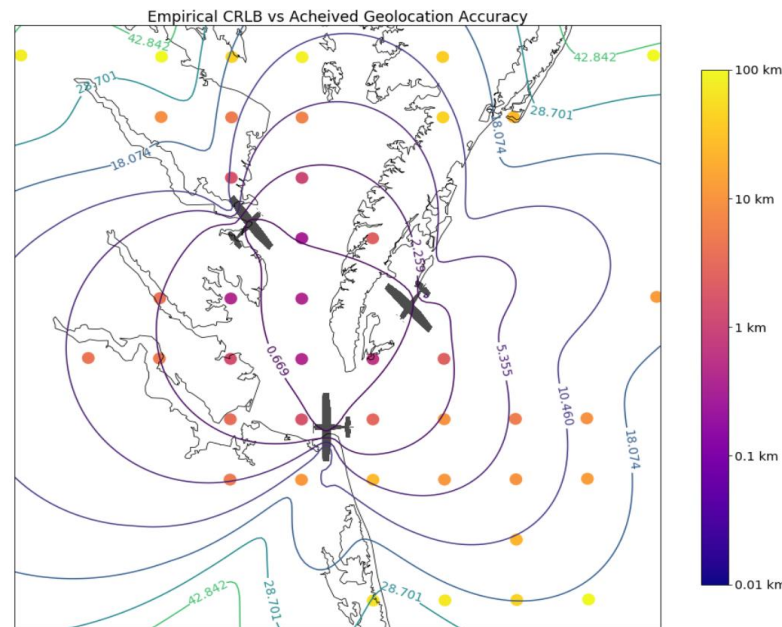 Empirical CRLB vs Acheived Geolocation Accuracy
42.842
42.842
28.701
28.701
18.074
18.074
2.259
0.669
5.355
10.460
18.074
42.842
28.701
28.701
100 km
10 km
1 km
0.1 km
0.01 km